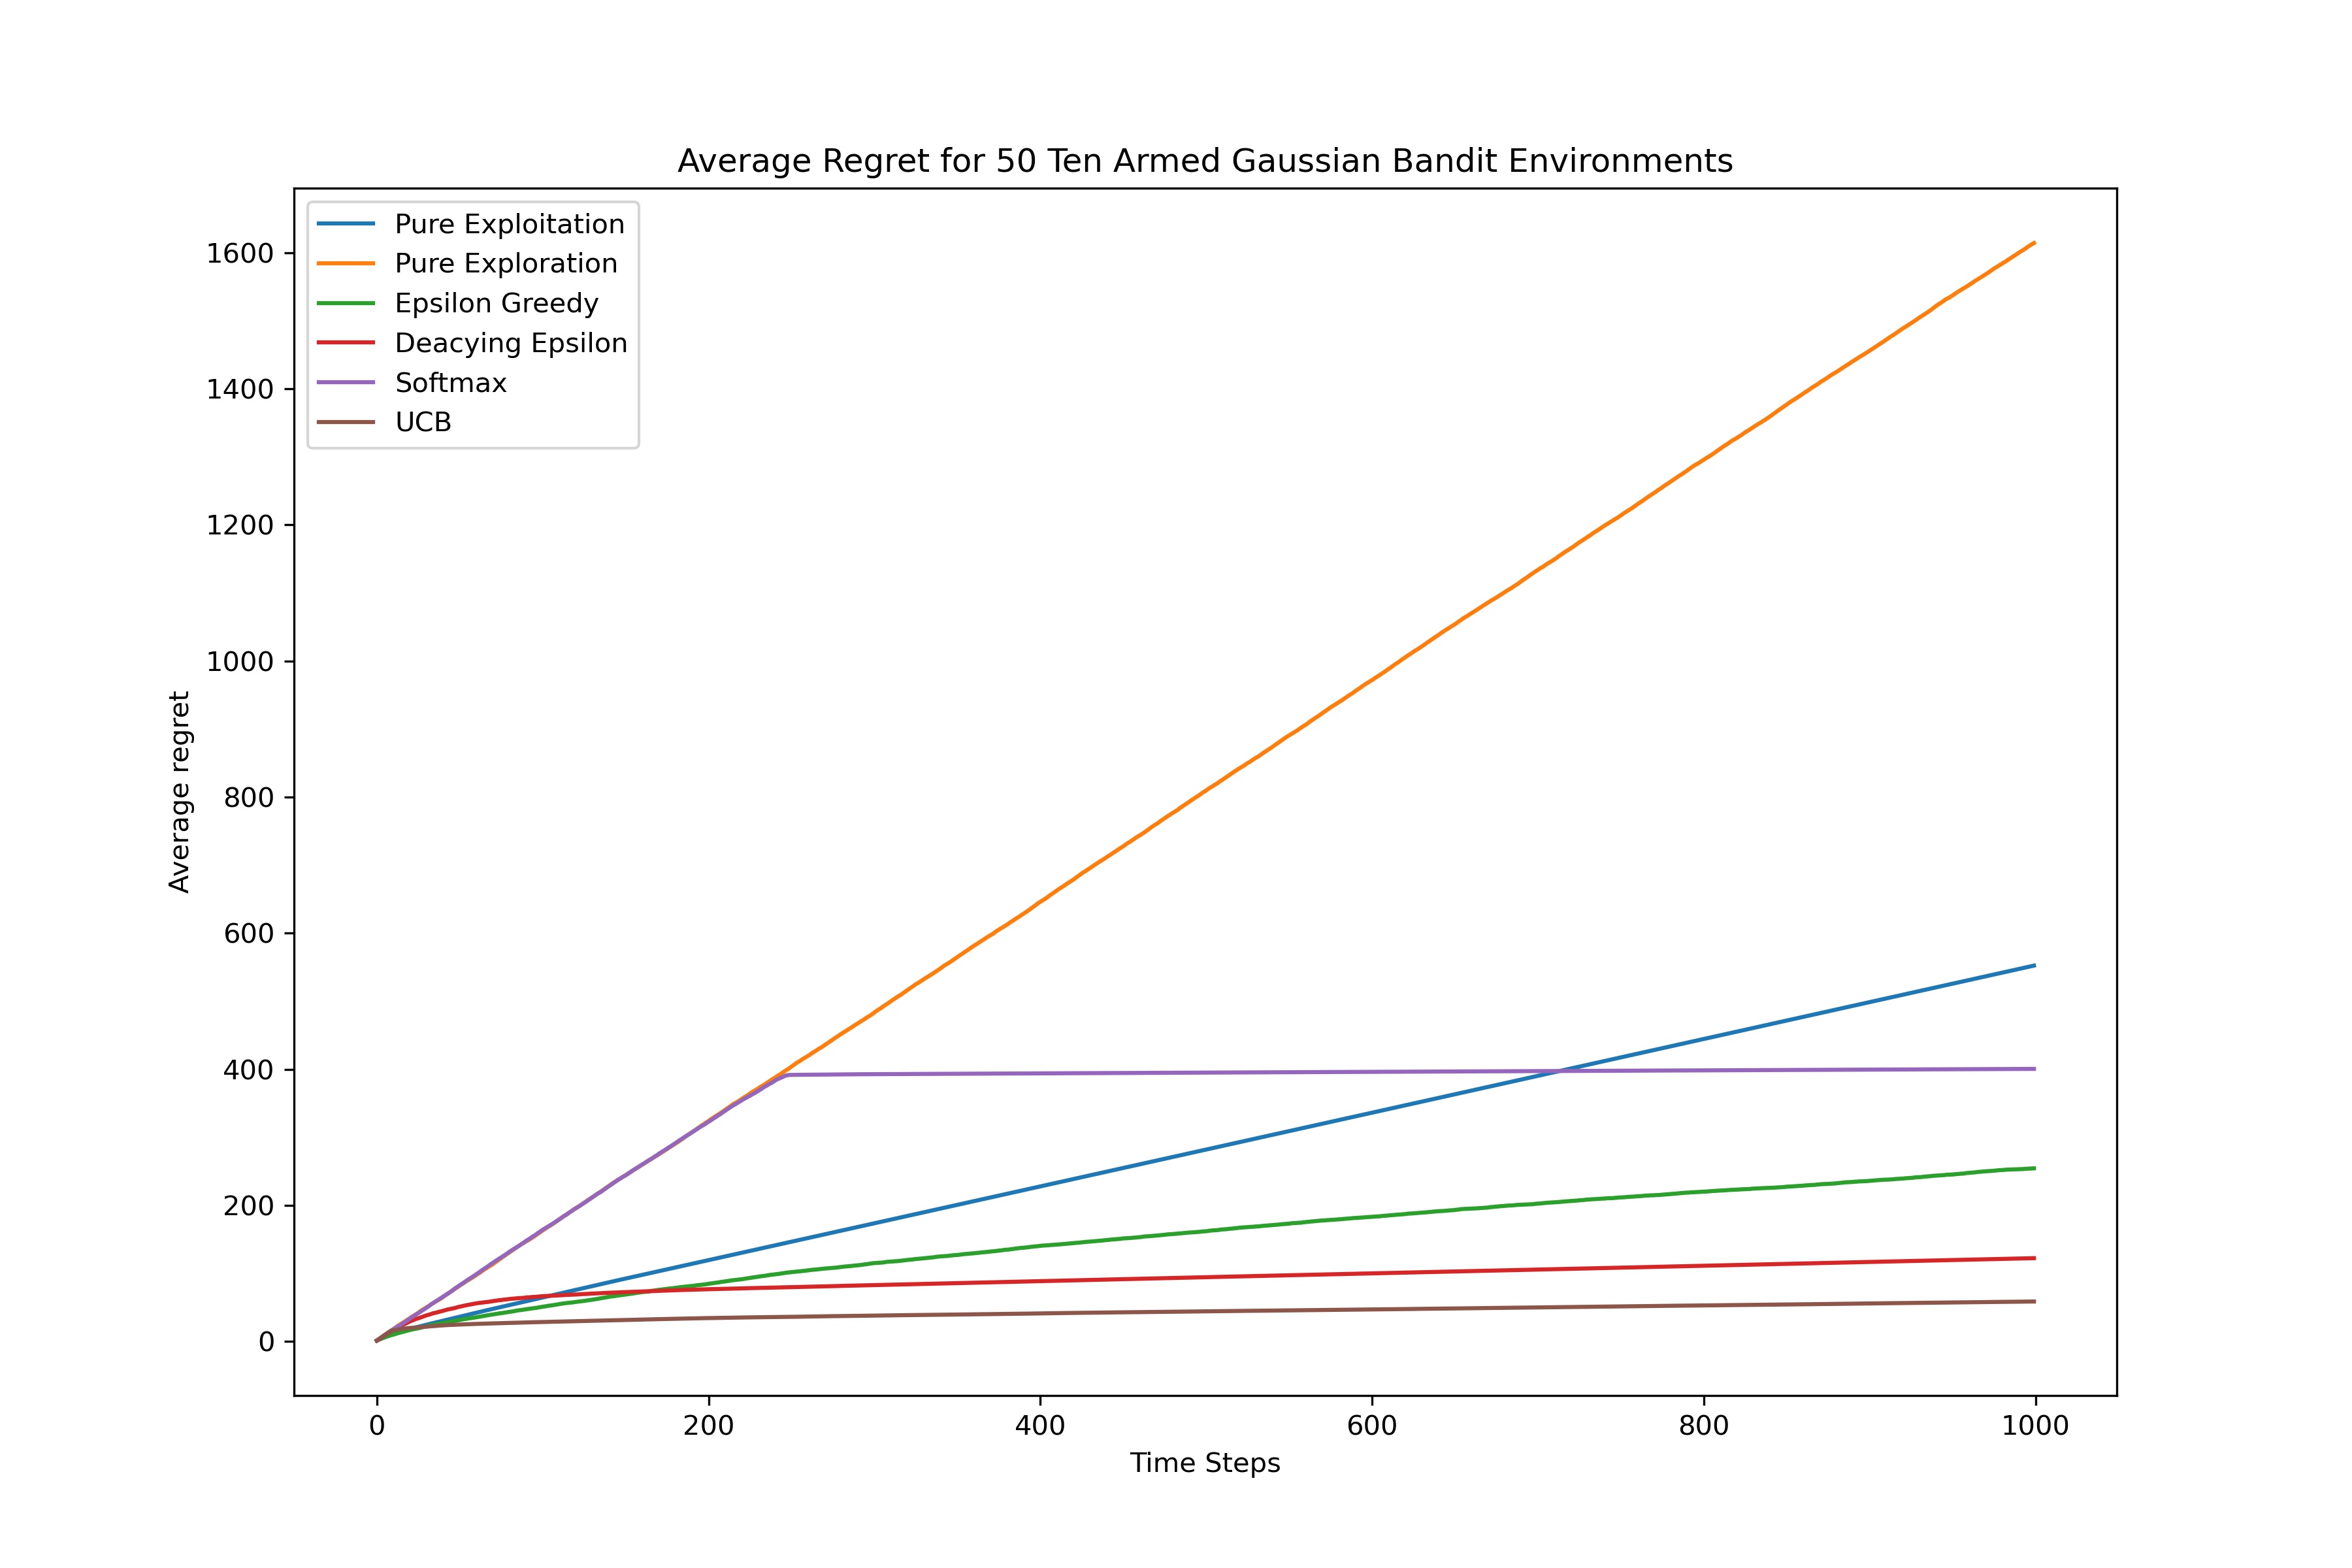 Average Regret for 50 Ten Armed Gaussian Bandit Environments
Pure Exploitation
Pure Exploration
Epsilon Greedy
Deacying Epsilon
Softmax
UCB
1600
1400
1200
1000
800
600
400
200
0
Average regret
0 200 400 600 800 1000
Time Steps